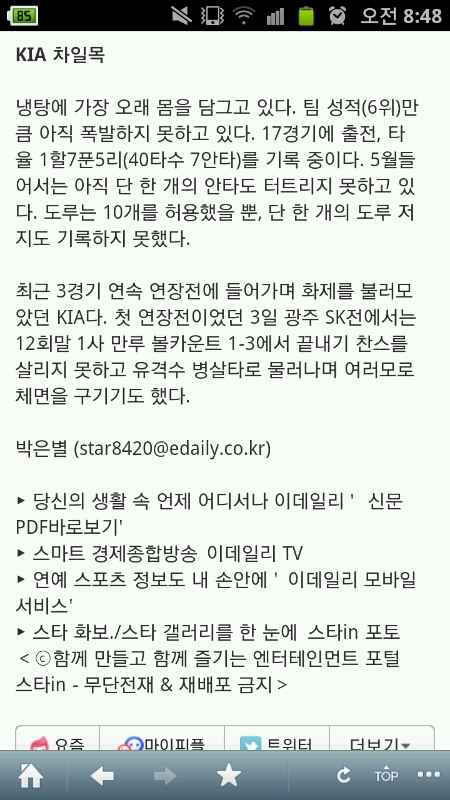 85 오전 8:48
KIA 차일목
냉탕에 가장 오래 몸을 담그고 있다. 팀 성적(6위)만
큼 아직 폭발하지 못하고 있다. 17경기에 출전, 타
율 1할7푼5리(40타수 7안타)를 기록 중이다. 5월들
어서는 아직 단 한 개의 안타도 터트리지 못하고 있
다. 도루는 10개를 허용했을 뿐, 단 한 개의 도루 저
지도 기록하지 못했다.
최근 3경기 연속 연장전에 들어가며 화제를 불러모
았던 KIA다. 첫 연장전이었던 3일 광주 SK전에서는
12회말 1사 만루 볼카운트 1-3에서 끝내기 찬스를
살리지 못하고 유격수 병살타로 물러나며 여러모로
체면을 구기기도 했다.
박은별 (star8420@edaily.co.kr)
▶ 당신의 생활 속 언제 어디서나 이데일리 ' 신문
PDF바로보기'
▶ 스마트 경제종합방송 이데일리 TV
▶ 연예 스포츠 정보도 내 손안에 ' 이데일리 모바일
서비스'
▶ 스타 화보./스타 갤러리를 한 눈에 스타in 포토
< ⓒ함께 만들고 함께 즐기는 엔터테인먼트 포털
스타in - 무단전재 & 재배포 금지 >
요즘 마이피플 트위터 더보기▾
TOP